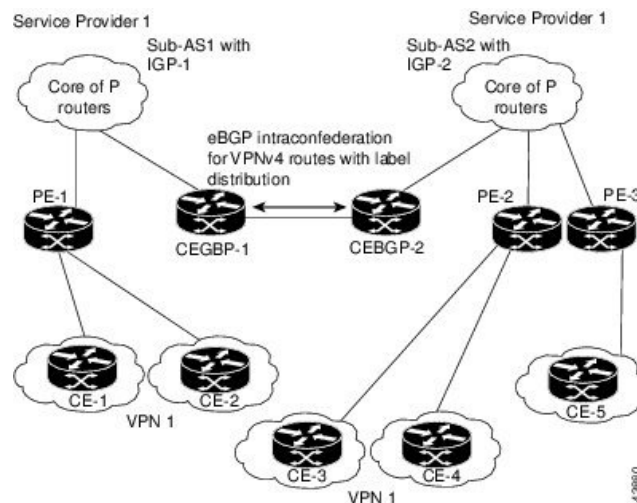 Service Provider 1
Service Provider 1
Sub-AS1 with
IGP-1
Sub-AS2 with
IGP-2
Core of P
routers
Core of P
routers
eBGP intraconfederation
for VPNv4 routes with label
distribution
PE-1
PE-2
PE-3
CEGBP-1
CEBGP-2
CE-1
CE-2
VPN 1
CE-5
CE-3
CE-4
VPN 1